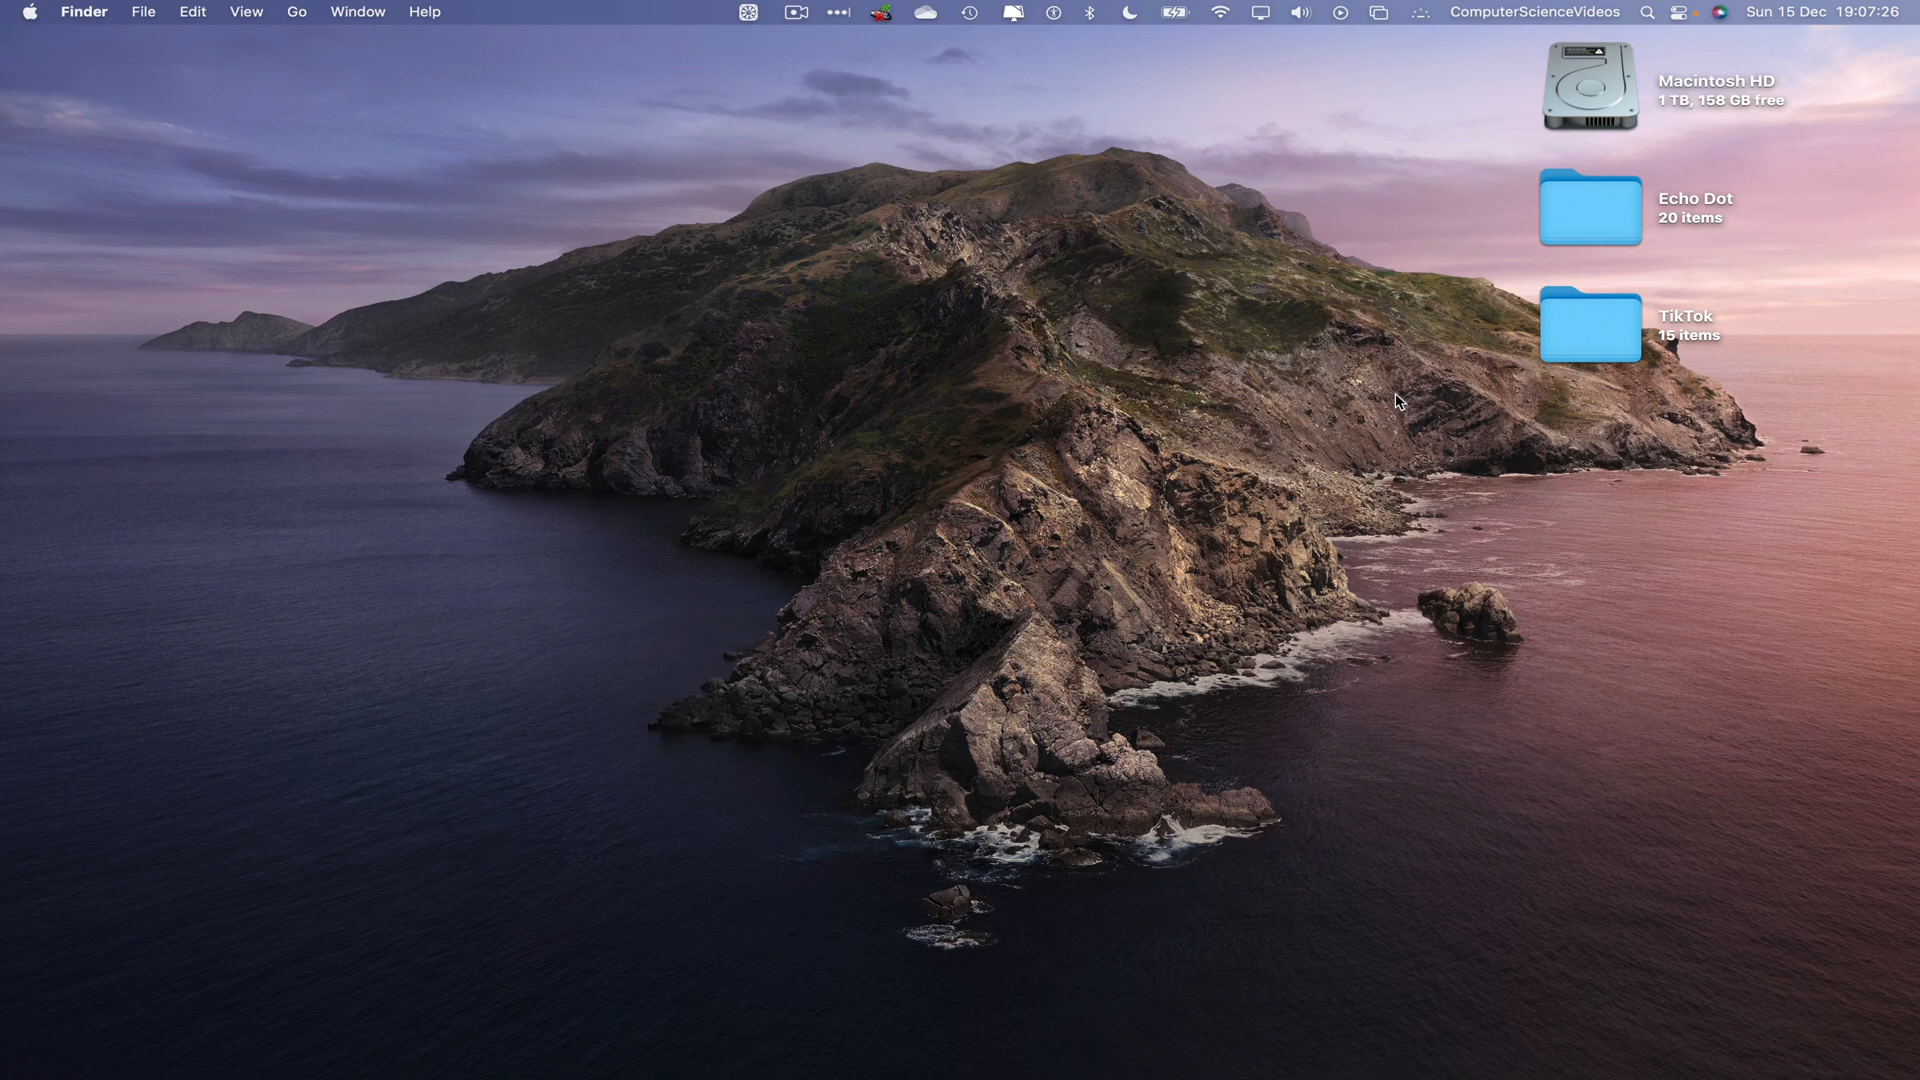 Finder File Edit View Go Window Help ComputerScienceVideos Sun 15 Dec 19:07:26
Macintosh HD
1 TB, 158 GB free
Echo Dot
20 items
TikTok
15 items